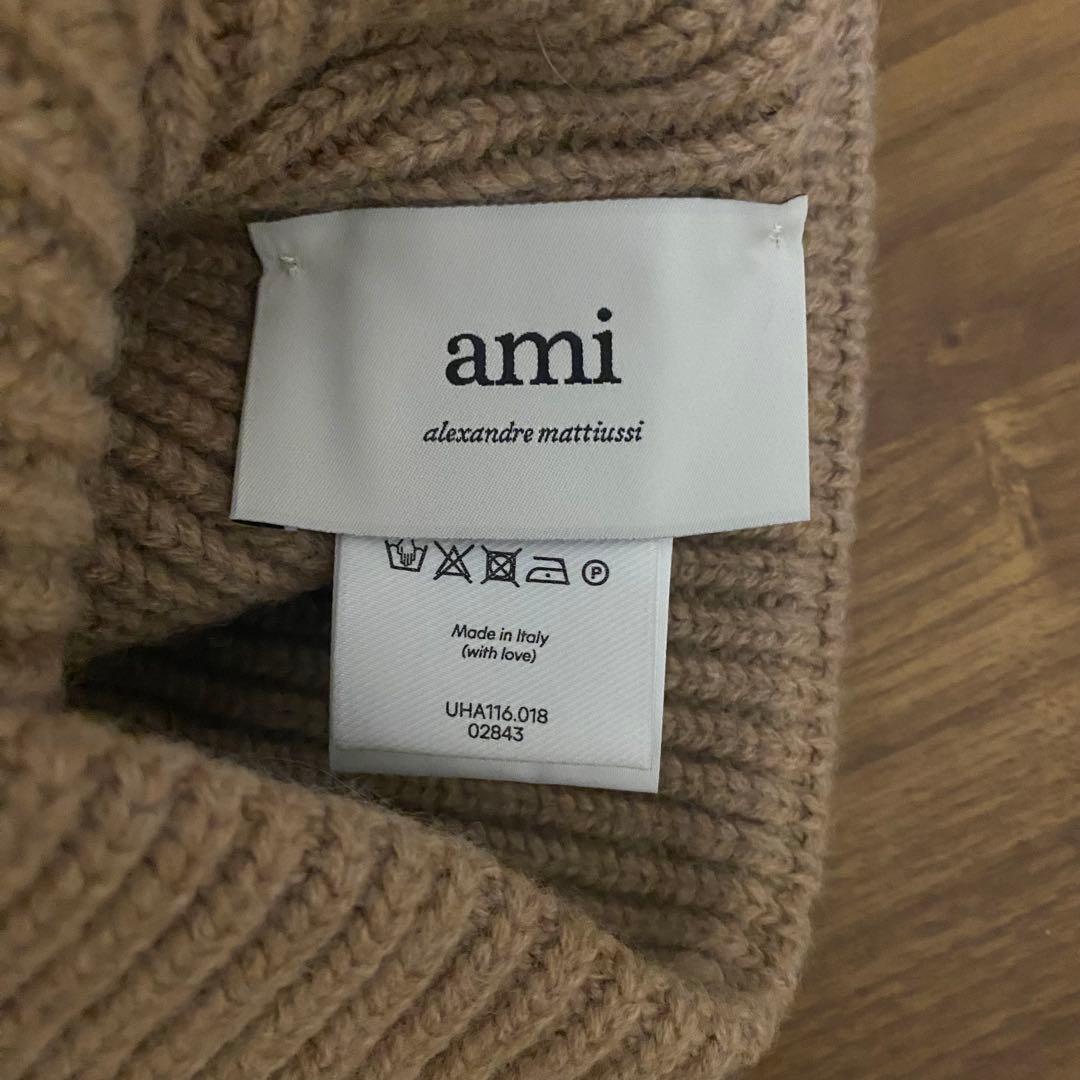 ami
alexandre mattiussi
P
Made in Italy
(with love)
UHA116.018
02843